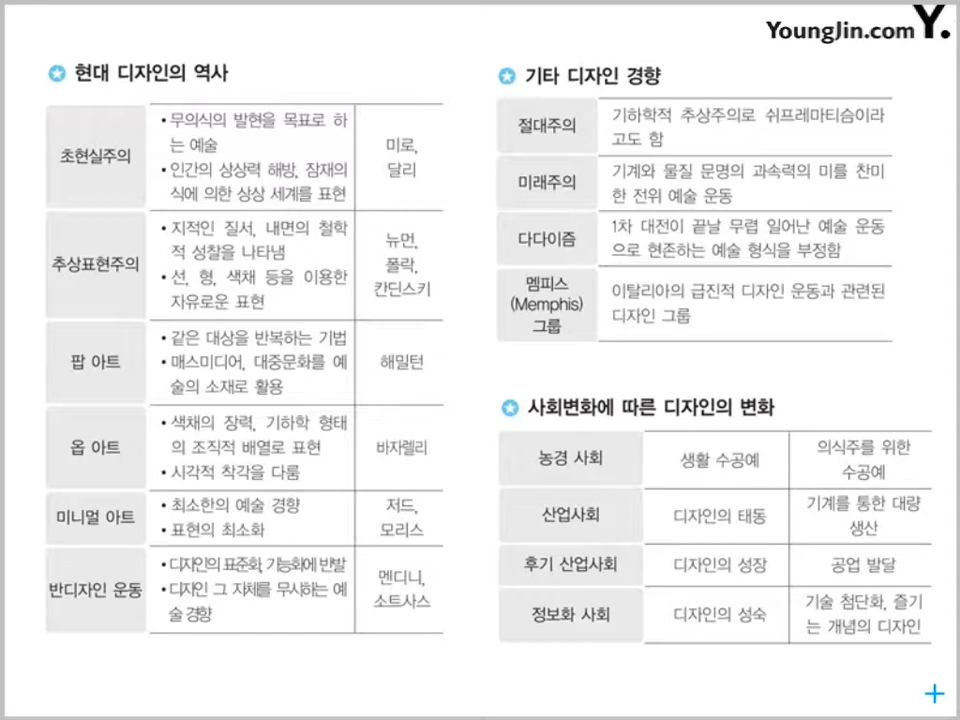 YoungJin.com Y.
현대 디자인의 역사
초현실주의
• 무의식의 발현을 목표로 하
는 예술
• 인간의 상상력 해방, 잠재의
식에 의한 상상 세계를 표현
미로,
달리
추상표현주의
• 지적인 질서, 내면의 철학
적 성찰을 나타냄
• 선, 형, 색채 등을 이용한
자유로운 표현
뉴먼,
폴락,
칸딘스키
팝 아트
• 같은 대상을 반복하는 기법
• 매스미디어, 대중문화를 예
술의 소재로 활용
해밀턴
옵 아트
• 색채의 장력, 기하학 형태
의 조직적 배열로 표현
• 시각적 착각을 다룸
바자렐리
미니멀 아트
• 최소한의 예술 경향
• 표현의 최소화
저드,
모리스
반디자인 운동
• 디자인의 표준화, 기능화에 반발
• 디자인 그 자체를 무시하는 예
술 경향
멘디니,
소트사스
기타 디자인 경향
절대주의
기하학적 추상주의로 쉬프레마티슴이라
고도 함
미래주의
기계와 물질 문명의 과속력의 미를 찬미
한 전위 예술 운동
다다이즘
1차 대전이 끝날 무렵 일어난 예술 운동
으로 현존하는 예술 형식을 부정함
멤피스
(Memphis)
그룹
이탈리아의 급진적 디자인 운동과 관련된
디자인 그룹
사회변화에 따른 디자인의 변화
농경 사회
생활 수공예
의식주를 위한
수공예
산업사회
디자인의 태동
기계를 통한 대량
생산
후기 산업사회
디자인의 성장
공업 발달
정보화 사회
디자인의 성숙
기술 첨단화, 즐기
는 개념의 디자인